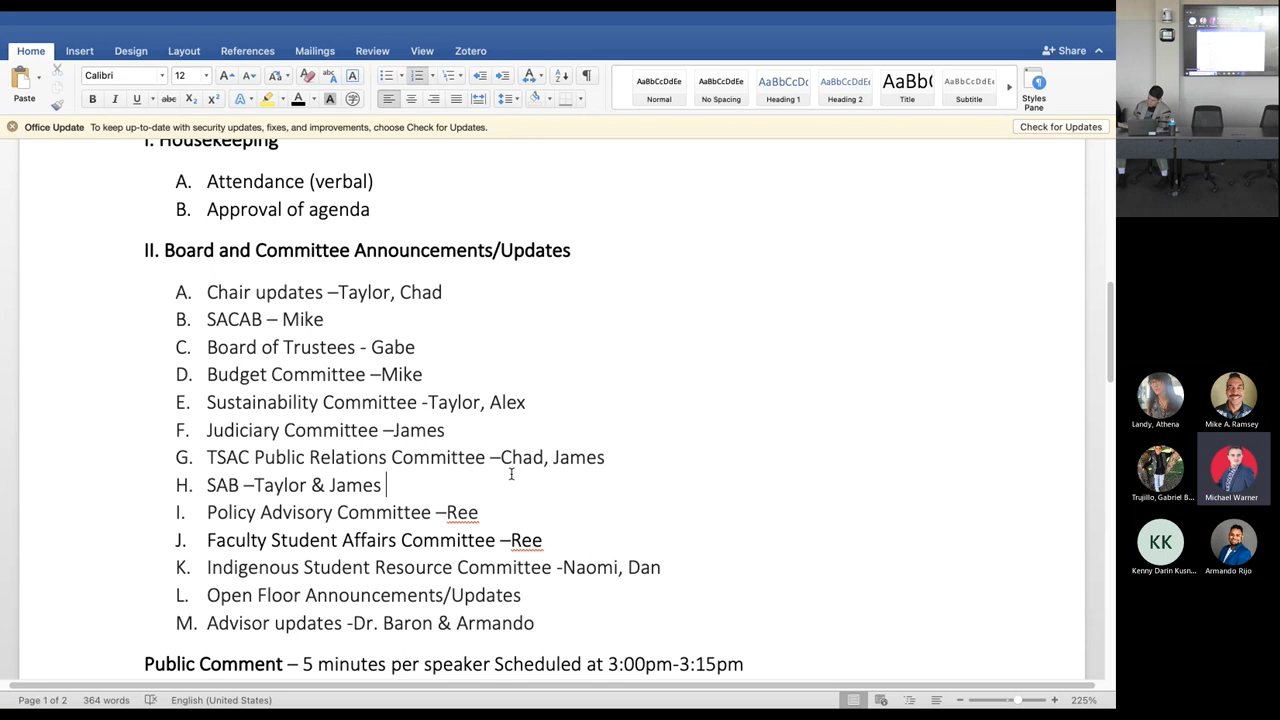 Home Insert Design Layout References Mailings Review View Zotero Share
Calibri 12
Paste
AaBbCcDdEe AaBbCcDdEe AaBbCcDc AaBbCcDdEe AaBb( AaBbCcDdEe
Normal No Spacing Heading 1 Heading 2 Title Subtitle Styles Pane
Office Update To keep up-to-date with security updates, fixes, and improvements, choose Check for Updates. Check for Updates
I. Housekeeping
A. Attendance (verbal)
B. Approval of agenda
II. Board and Committee Announcements/Updates
A. Chair updates –Taylor, Chad
B. SACAB – Mike
C. Board of Trustees - Gabe
D. Budget Committee –Mike
E. Sustainability Committee -Taylor, Alex
F. Judiciary Committee –James
G. TSAC Public Relations Committee –Chad, James
H. SAB –Taylor & James
I. Policy Advisory Committee –Ree
J. Faculty Student Affairs Committee –Ree
K. Indigenous Student Resource Committee -Naomi, Dan
L. Open Floor Announcements/Updates
M. Advisor updates -Dr. Baron & Armando
Public Comment – 5 minutes per speaker Scheduled at 3:00pm-3:15pm
Page 1 of 2 364 words English (United States) 225%
Landy, Athena Mike A. Ramsey
Trujillo, Gabriel B... Michael Warner
KK
Kenny Darin Kusn... Armando Rijo